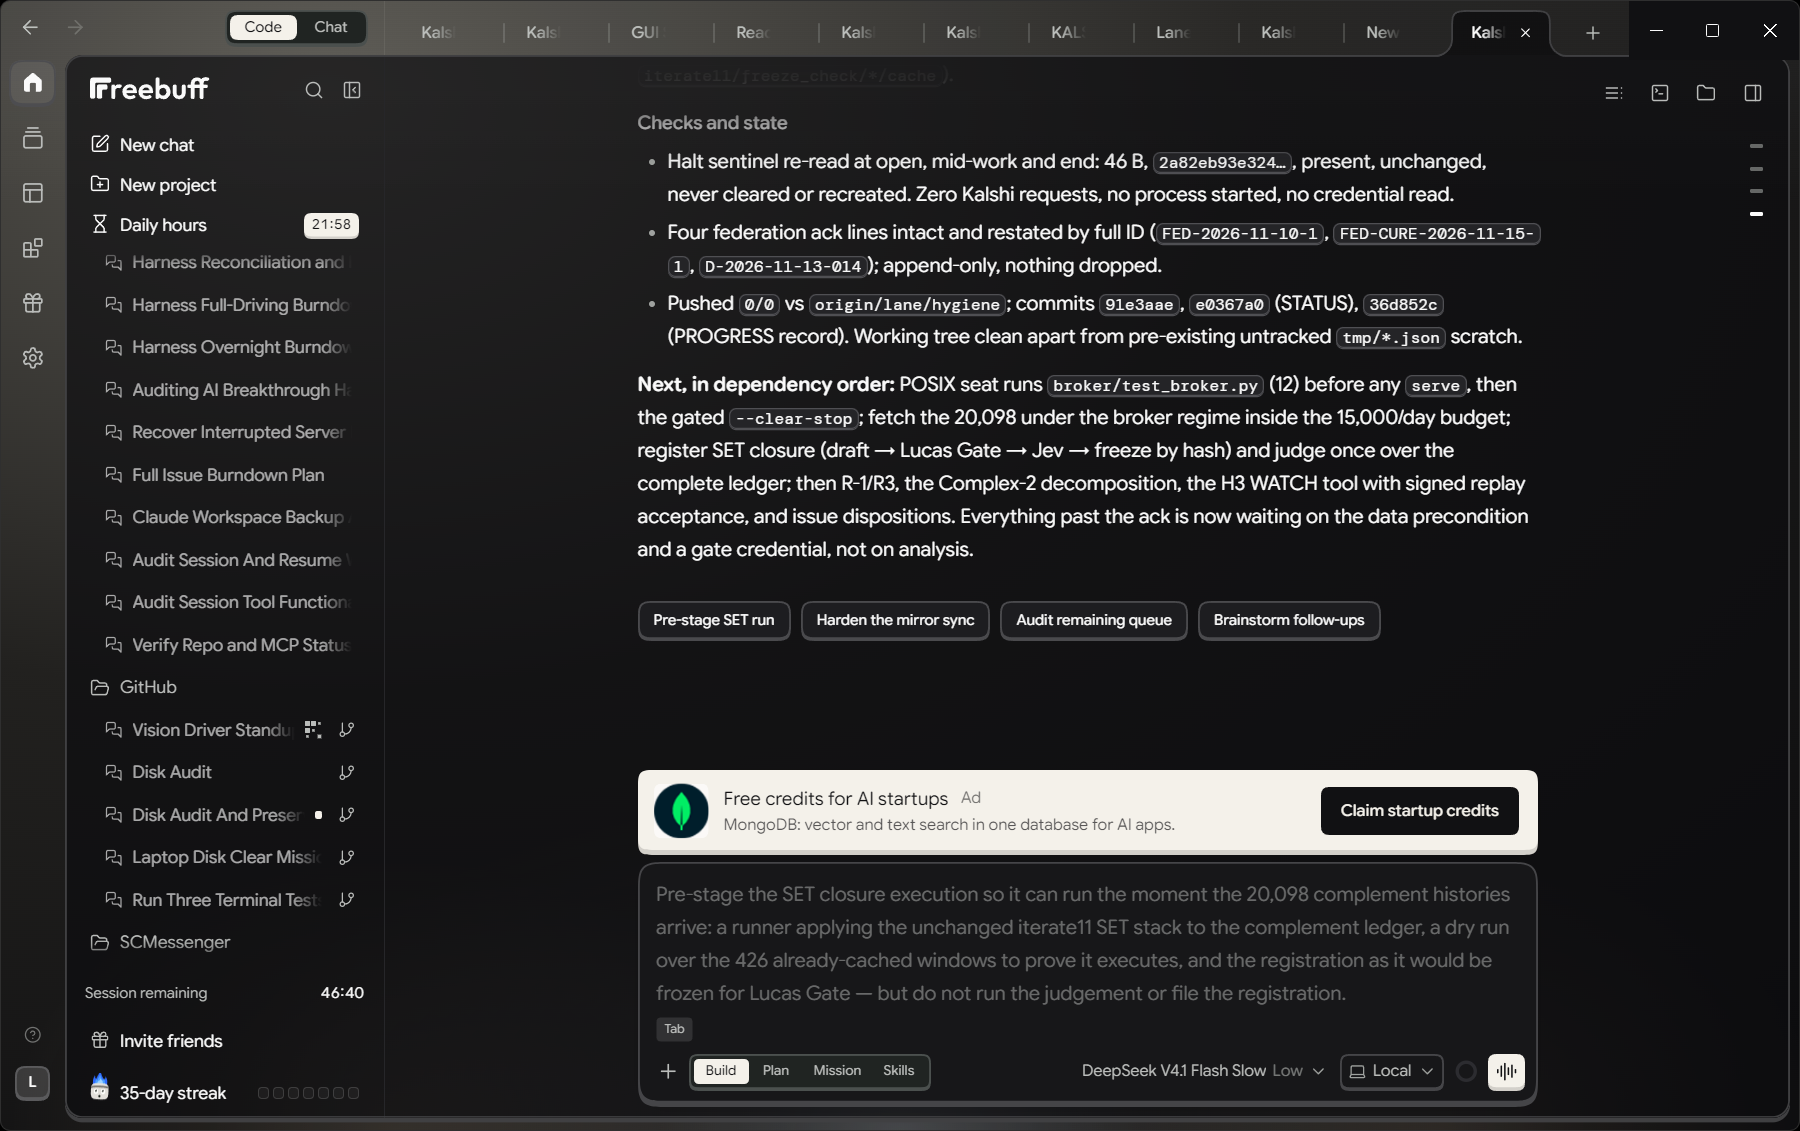 Code
Chat
Kals
Kals
GUI
Reac
Kals
Kals
KAL
Lane
Kals
New
Kals
Freebuff
New chat
New project
Daily hours
21:58
Harness Reconciliation and
Harness Full-Driving Burndo
Harness Overnight Burndow
Auditing AI Breakthrough Ha
Recover Interrupted Server
Full Issue Burndown Plan
Claude Workspace Backup
Audit Session And Resume
Audit Session Tool Function
Verify Repo and MCP Status
GitHub
Vision Driver Standu
Disk Audit
Disk Audit And Preser
Laptop Disk Clear Missi
Run Three Terminal Test
SCMessenger
Session remaining
46:40
Invite friends
L
35-day streak
iterate11/freeze_check/*/cache ).
Checks and state
• Halt sentinel re-read at open, mid-work and end: 46 B, 2a82eb93e324…, present, unchanged,
never cleared or recreated. Zero Kalshi requests, no process started, no credential read.
• Four federation ack lines intact and restated by full ID ( FED-2026-11-10-1 , FED-CURE-2026-11-15-
1 , D-2026-11-13-014 ); append-only, nothing dropped.
• Pushed 0/0 vs origin/lane/hygiene ; commits 91e3aae , e0367a0 (STATUS), 36d852c
(PROGRESS record). Working tree clean apart from pre-existing untracked tmp/*.json scratch.
Next, in dependency order: POSIX seat runs broker/test_broker.py (12) before any serve , then
the gated --clear-stop ; fetch the 20,098 under the broker regime inside the 15,000/day budget;
register SET closure (draft → Lucas Gate → Jev → freeze by hash) and judge once over the
complete ledger; then R-1/R3, the Complex-2 decomposition, the H3 WATCH tool with signed replay
acceptance, and issue dispositions. Everything past the ack is now waiting on the data precondition
and a gate credential, not on analysis.
Pre-stage SET run
Harden the mirror sync
Audit remaining queue
Brainstorm follow-ups
Free credits for AI startups Ad
MongoDB: vector and text search in one database for AI apps.
Claim startup credits
Pre-stage the SET closure execution so it can run the moment the 20,098 complement histories
arrive: a runner applying the unchanged iterate11 SET stack to the complement ledger, a dry run
over the 426 already-cached windows to prove it executes, and the registration as it would be
frozen for Lucas Gate — but do not run the judgement or file the registration.
Tab
Build
Plan
Mission
Skills
DeepSeek V4.1 Flash Slow Low
Local